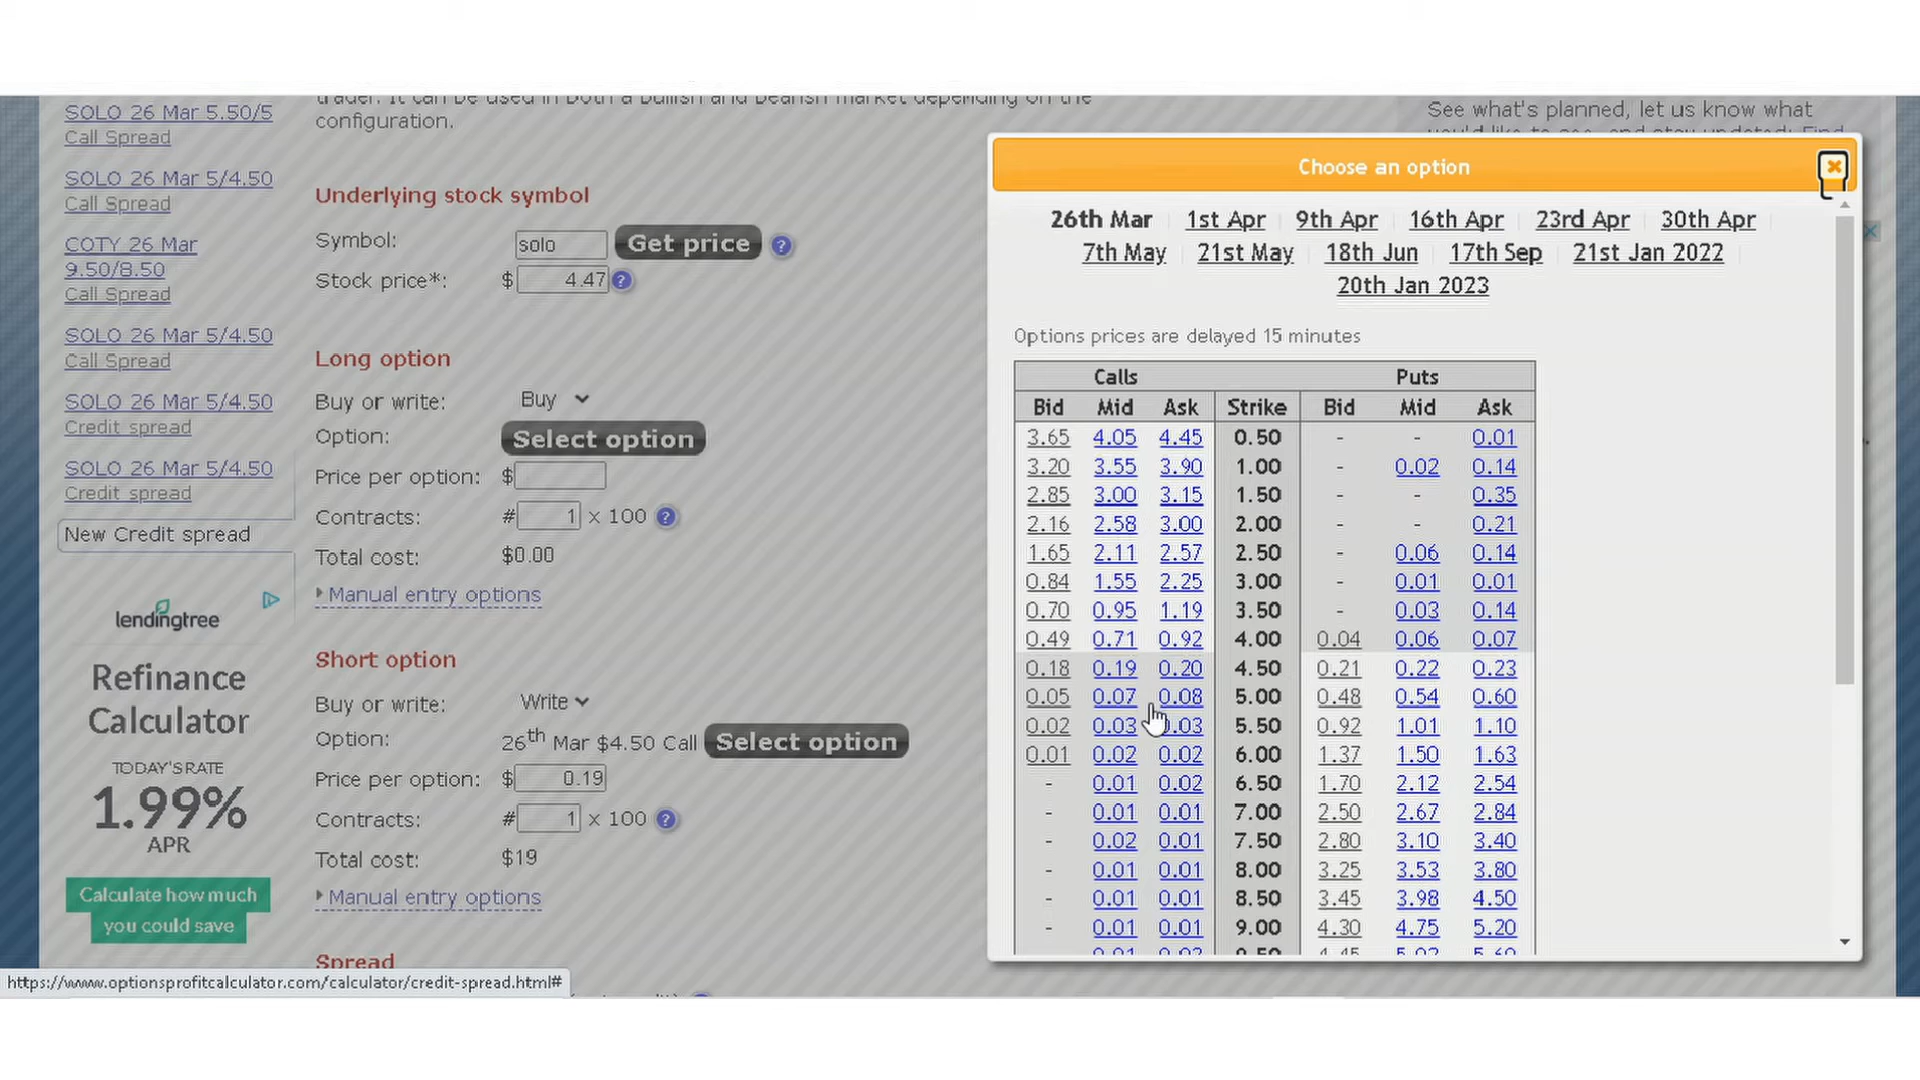 trader. It can be used in both a bullish and bearish market depending on the
configuration.
SOLO 26 Mar 5.50/5
Call Spread
SOLO 26 Mar 5/4.50
Call Spread
COTY 26 Mar
9.50/8.50
Call Spread
SOLO 26 Mar 5/4.50
Call Spread
SOLO 26 Mar 5/4.50
Credit spread
SOLO 26 Mar 5/4.50
Credit spread
New Credit spread
lendingtree
Refinance
Calculator
TODAY'S RATE
1.99%
APR
Calculate how much
you could save
Underlying stock symbol
Symbol: solo Get price ?
Stock price*: $ 4.47 ?
Long option
Buy or write: Buy
Option: Select option
Price per option: $
Contracts: # 1 × 100 ?
Total cost: $0.00
Manual entry options
Short option
Buy or write: Write
Option: 26th Mar $4.50 Call Select option
Price per option: $ 0.19
Contracts: # 1 × 100 ?
Total cost: $19
Manual entry options
Spread
See what's planned, let us know what
Choose an option
26th Mar 1st Apr 9th Apr 16th Apr 23rd Apr 30th Apr
7th May 21st May 18th Jun 17th Sep 21st Jan 2022
20th Jan 2023
Options prices are delayed 15 minutes
Calls Puts
Bid Mid Ask Strike Bid Mid Ask
3.65 4.05 4.45 0.50 - - 0.01
3.20 3.55 3.90 1.00 - 0.02 0.14
2.85 3.00 3.15 1.50 - - 0.35
2.16 2.58 3.00 2.00 - - 0.21
1.65 2.11 2.57 2.50 - 0.06 0.14
0.84 1.55 2.25 3.00 - 0.01 0.01
0.70 0.95 1.19 3.50 - 0.03 0.14
0.49 0.71 0.92 4.00 0.04 0.06 0.07
0.18 0.19 0.20 4.50 0.21 0.22 0.23
0.05 0.07 0.08 5.00 0.48 0.54 0.60
0.02 0.03 0.03 5.50 0.92 1.01 1.10
0.01 0.02 0.02 6.00 1.37 1.50 1.63
- 0.01 0.02 6.50 1.70 2.12 2.54
- 0.01 0.01 7.00 2.50 2.67 2.84
- 0.02 0.01 7.50 2.80 3.10 3.40
- 0.01 0.01 8.00 3.25 3.53 3.80
- 0.01 0.01 8.50 3.45 3.98 4.50
- 0.01 0.01 9.00 4.30 4.75 5.20
https://www.optionsprofitcalculator.com/calculator/credit-spread.html#